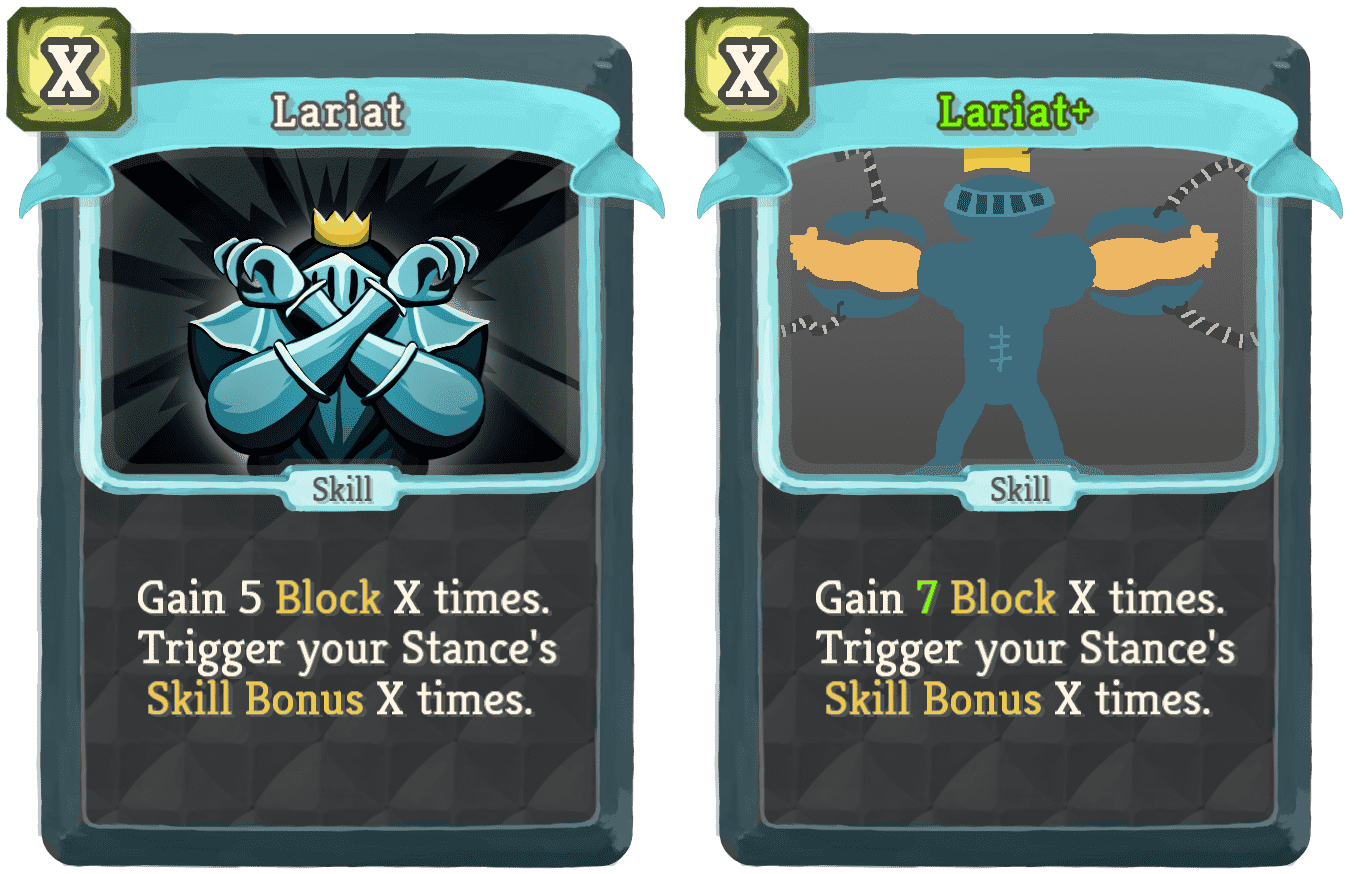 X
Lariat
Skill
Gain 5 Block X times.
Trigger your Stance's
Skill Bonus X times.
X
Lariat+
Skill
Gain 7 Block X times.
Trigger your Stance's
Skill Bonus X times.